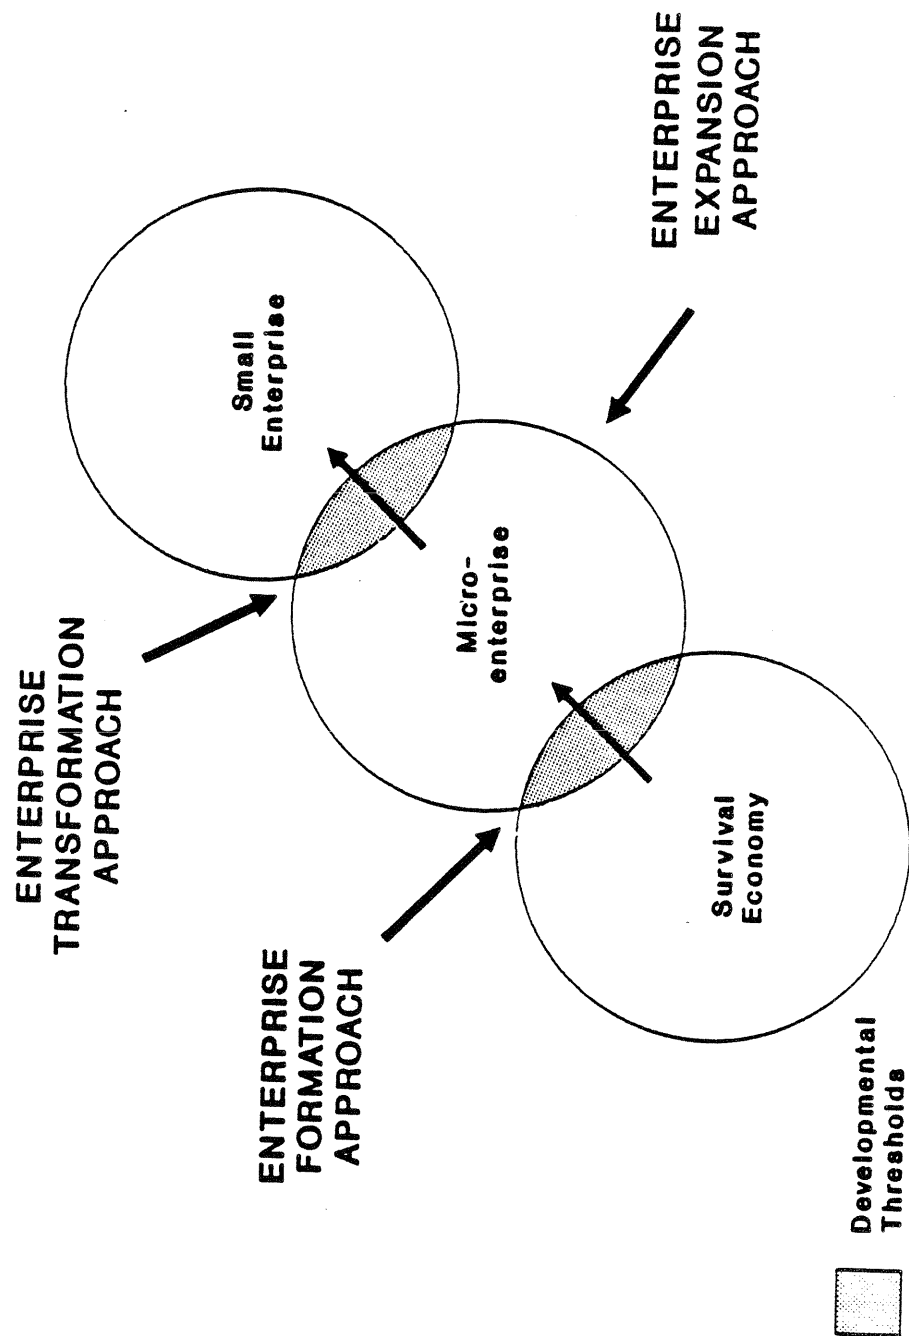 ENTERPRISE
TRANSFORMATION
APPROACH
ENTERPRISE
FORMATION
APPROACH
Small
Enterprise
Micro-
enterprise
Survival
Economy
ENTERPRISE
EXPANSION
APPROACH
Developmental
Thresholds